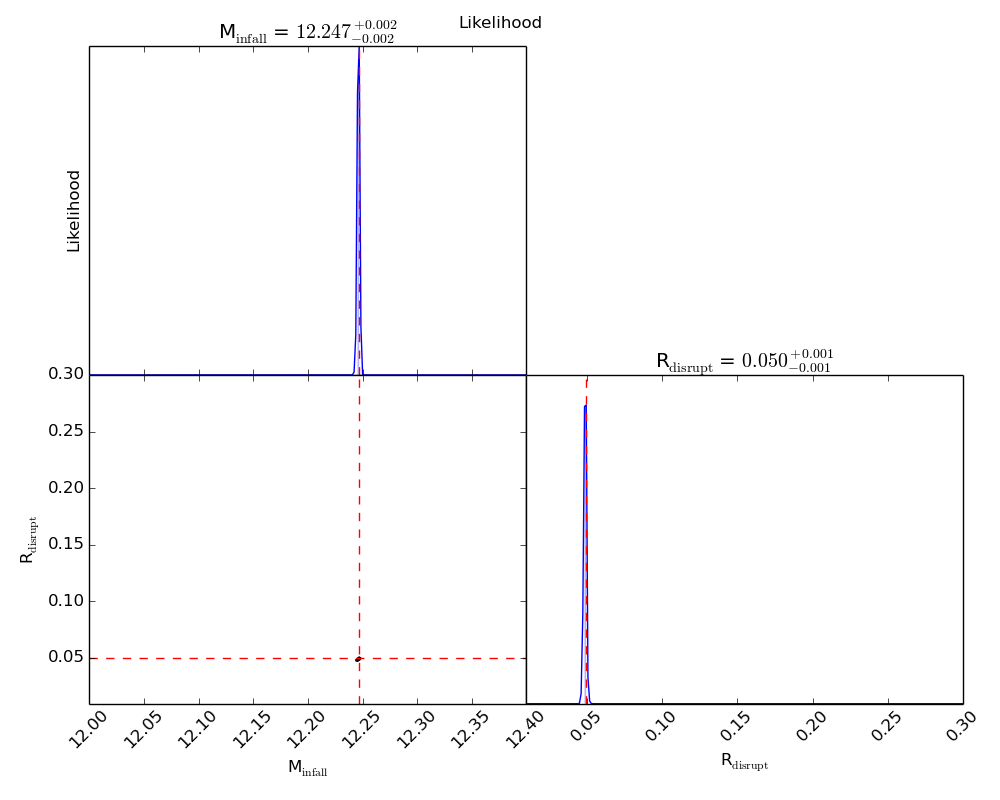 Likelihood
M_infall = 12.247^{+0.002}_{-0.002}
Likelihood
R_disrupt = 0.050^{+0.001}_{-0.001}
0.30
0.25
0.20
0.15
0.10
0.05
R_disrupt
12.00 12.05 12.10 12.15 12.20 12.25 12.30 12.35 12.40 0.05 0.10 0.15 0.20 0.25 0.30
M_infall
R_disrupt